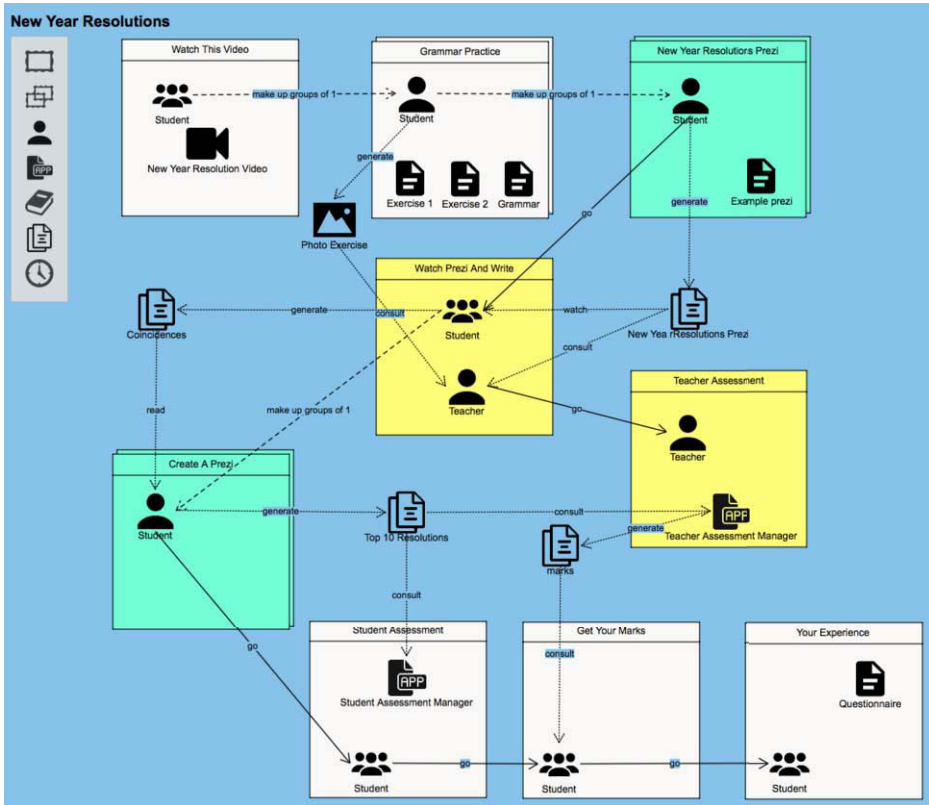 New Year Resolutions
Watch This Video
Grammar Practice
New Year Resolutiors Prezi
Student
make up groups of 1
Student
make up groups of 1
Student
New Year Resolution Video
generate
Exercise 1
Exercise 2
Grammar
generate
Example prezi
go
Photo Exercise
Watch Prezi And Write
Coincidences
generate
consult
Student
watch
New Yea rResolutions Prezi
consult
read
make up groups of 1
Teacher
go
Teacher Assessment
Teacher
Create A Prezi
Student
generate
Top 10 Resolutions
consult
APP
Teacher Assessment Manager
generate
marks
consult
go
Student Assessment
Get Your Marks
Your Experience
APP
Student Assessment Manager
consult
Questionnaire
Student
go
Student
go
Student
APP